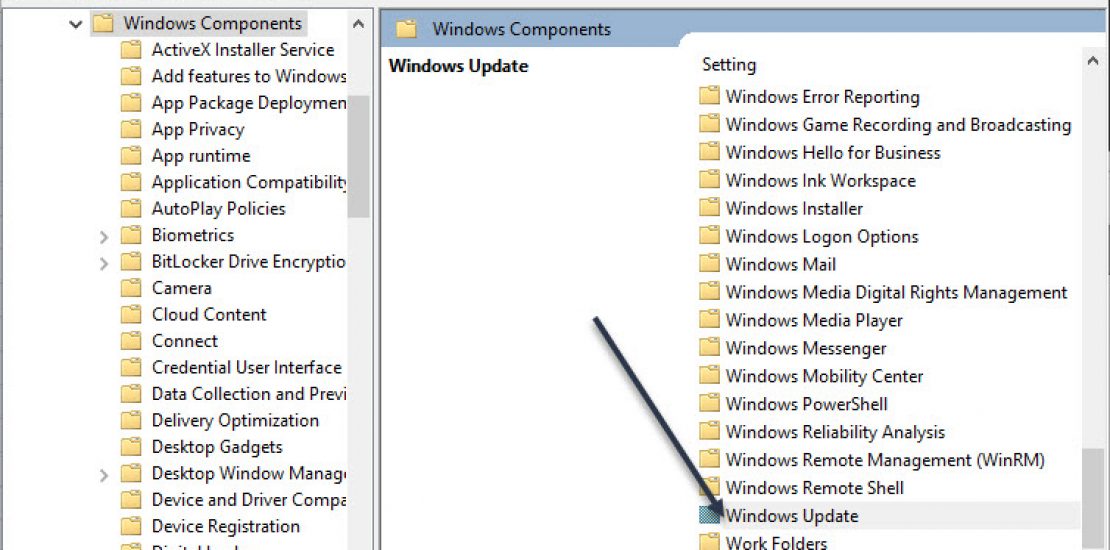 Windows Components
ActiveX Installer Service
Add features to Windows
App Package Deploymen
App Privacy
App runtime
Application Compatibility
AutoPlay Policies
Biometrics
BitLocker Drive Encryptio
Camera
Cloud Content
Connect
Credential User Interface
Data Collection and Previ
Delivery Optimization
Desktop Gadgets
Desktop Window Manage
Device and Driver Compa
Device Registration
Windows Components
Windows Update
Setting
Windows Error Reporting
Windows Game Recording and Broadcasting
Windows Hello for Business
Windows Ink Workspace
Windows Installer
Windows Logon Options
Windows Mail
Windows Media Digital Rights Management
Windows Media Player
Windows Messenger
Windows Mobility Center
Windows PowerShell
Windows Reliability Analysis
Windows Remote Management (WinRM)
Windows Remote Shell
Windows Update
Work Folders